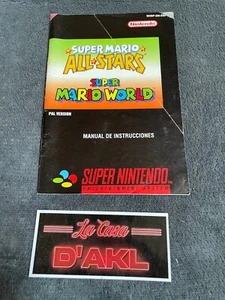 Nintendo
SUPER MARIO
ALL★STARS
SUPER
MARIO WORLD
PAL VERSION
MANUAL DE INSTRUCCIONES
SUPER NINTENDO
ENTERTAINMENT SYSTEM
La Casa
D'AKL